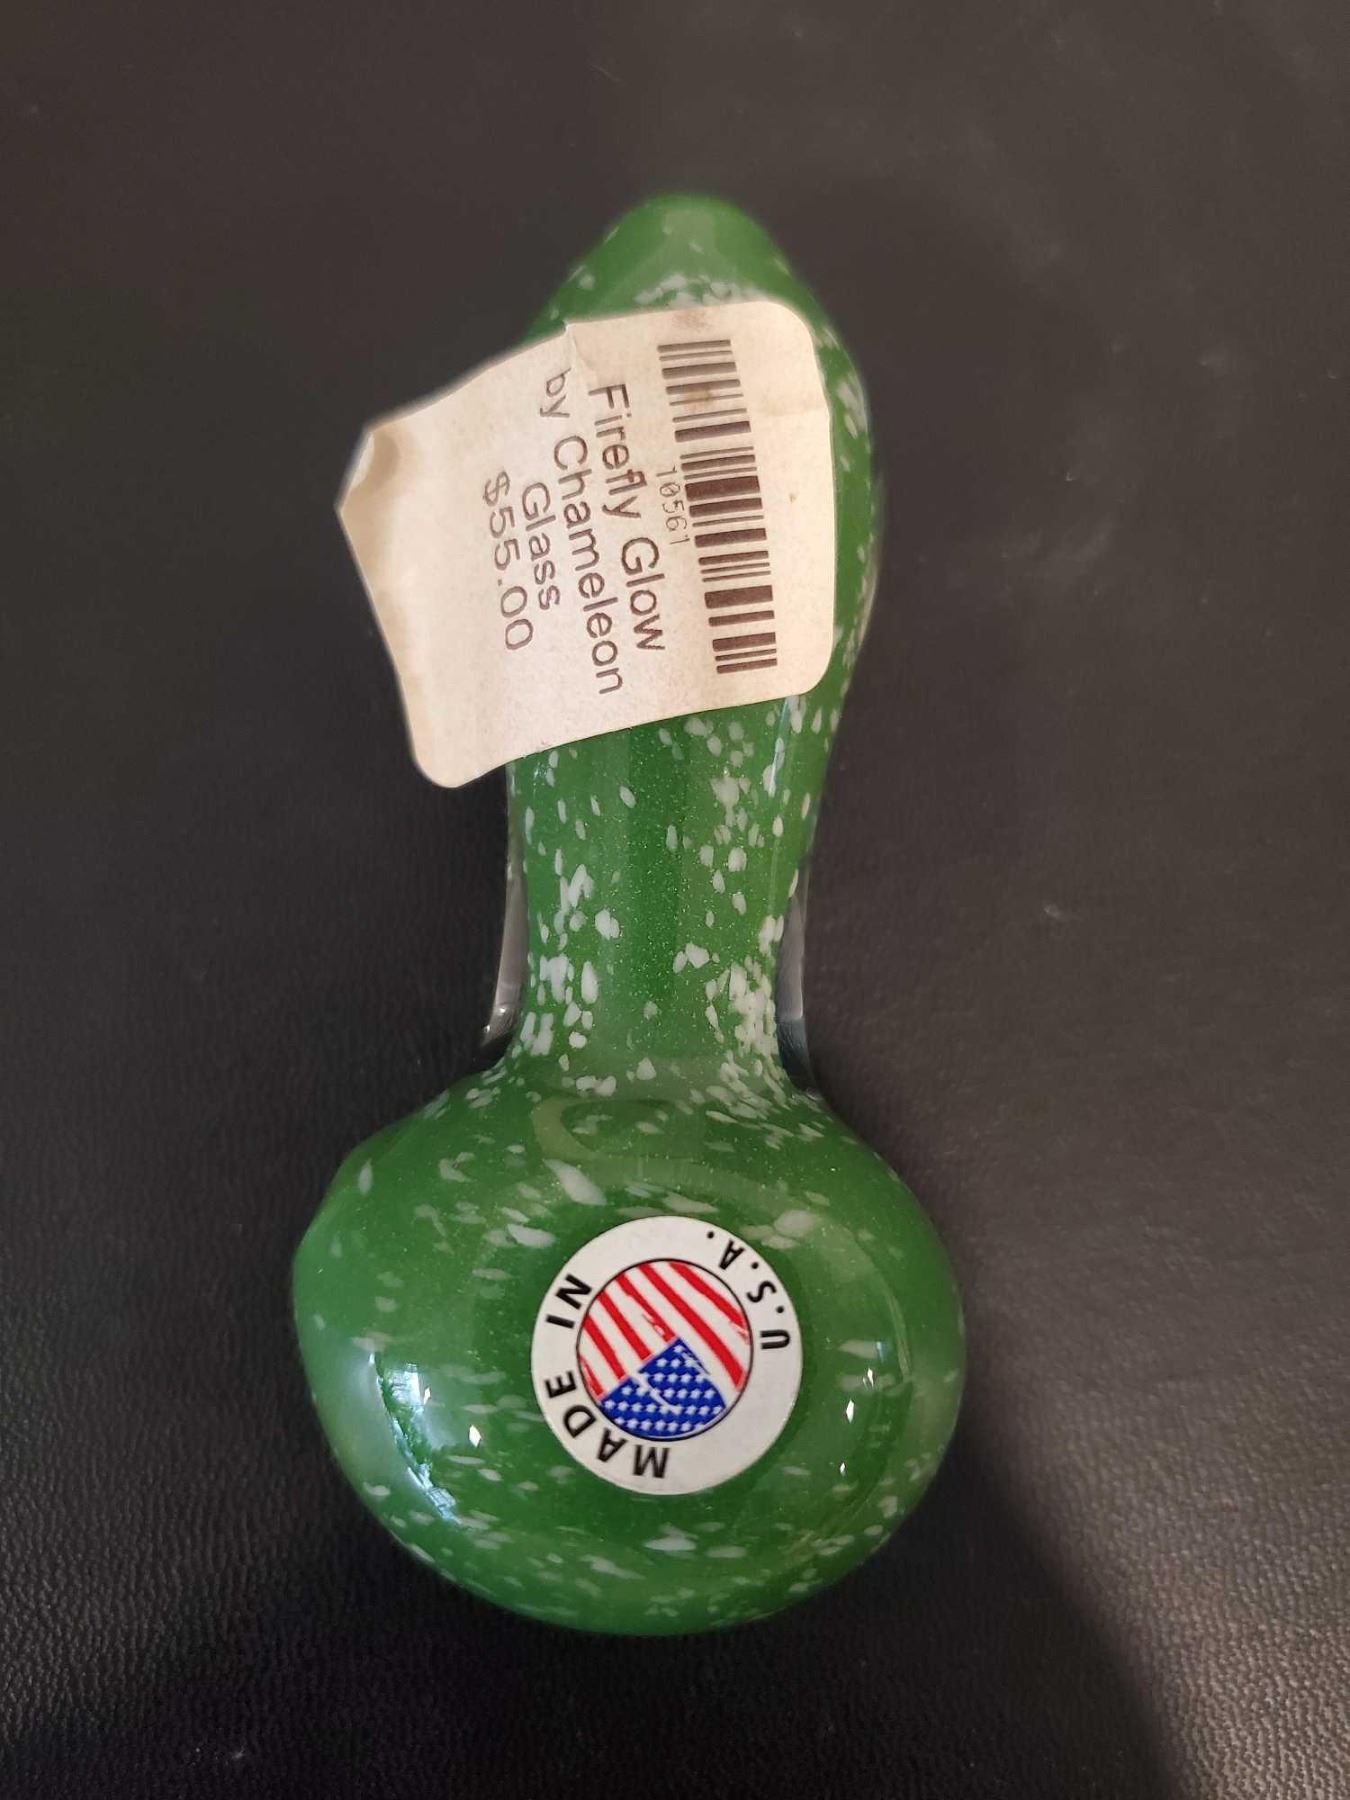 10561
Firefly Glow
by Chameleon
Glass
$55.00
MADE IN
U.S.A.